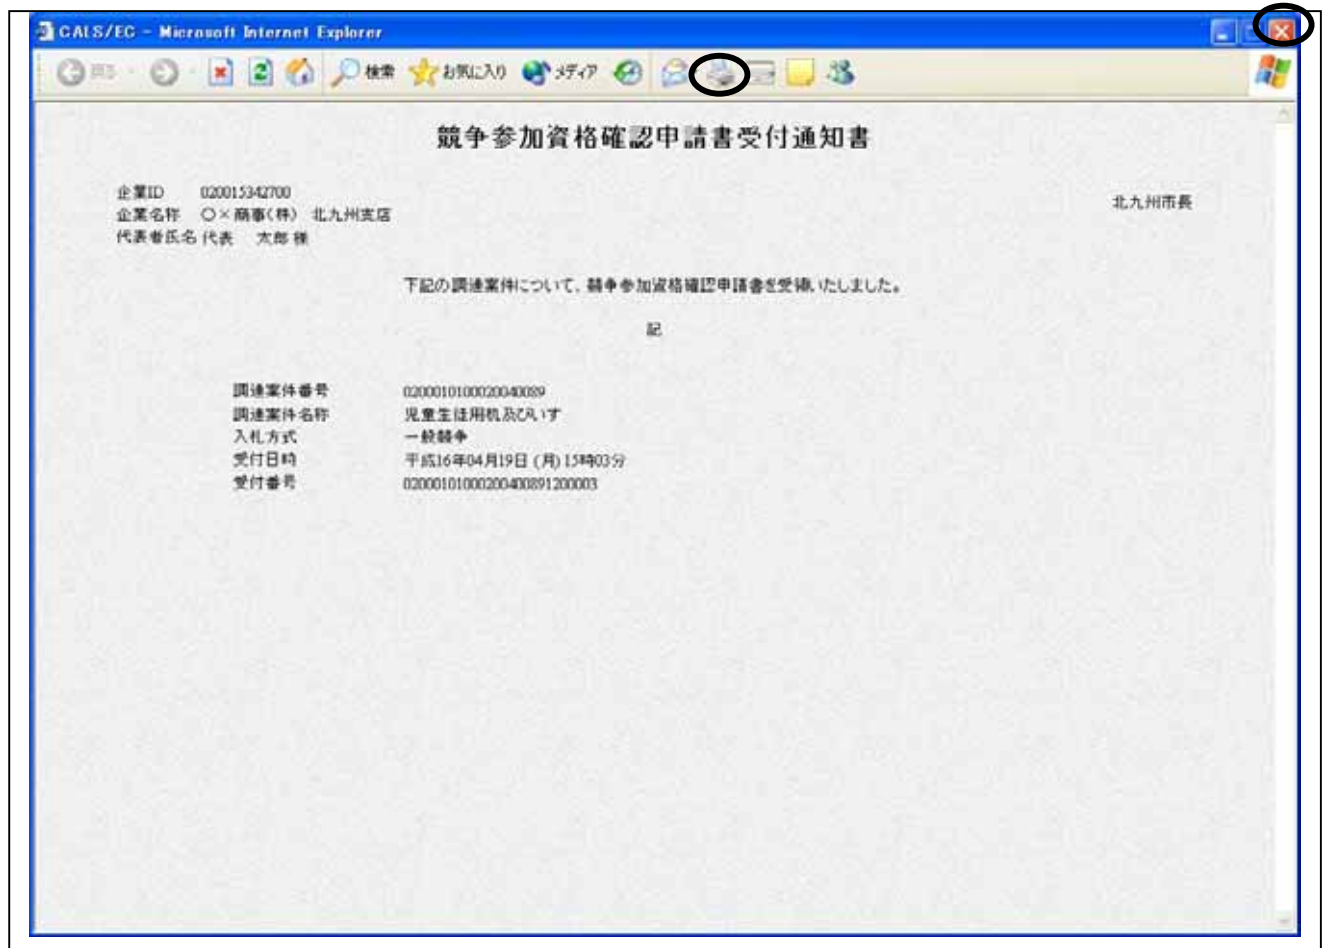 CALS/EC - Microsoft Internet Explorer
戻る 検索 お気に入り メディア
競争参加資格確認申請書受付通知書
企業ID 020015342700
北九州市長
企業名称 〇×商事(株) 北九州支店
代表者氏名 代表 太郎 様
下記の調達案件について、競争参加資格確認申請書を受領いたしました。
記
調達案件番号 0200010100020040089
調達案件名称 児童生徒用机及びいす
入札方式 一般競争
受付日時 平成16年04月19日 (月) 15時03分
受付番号 02000101000200400891200003